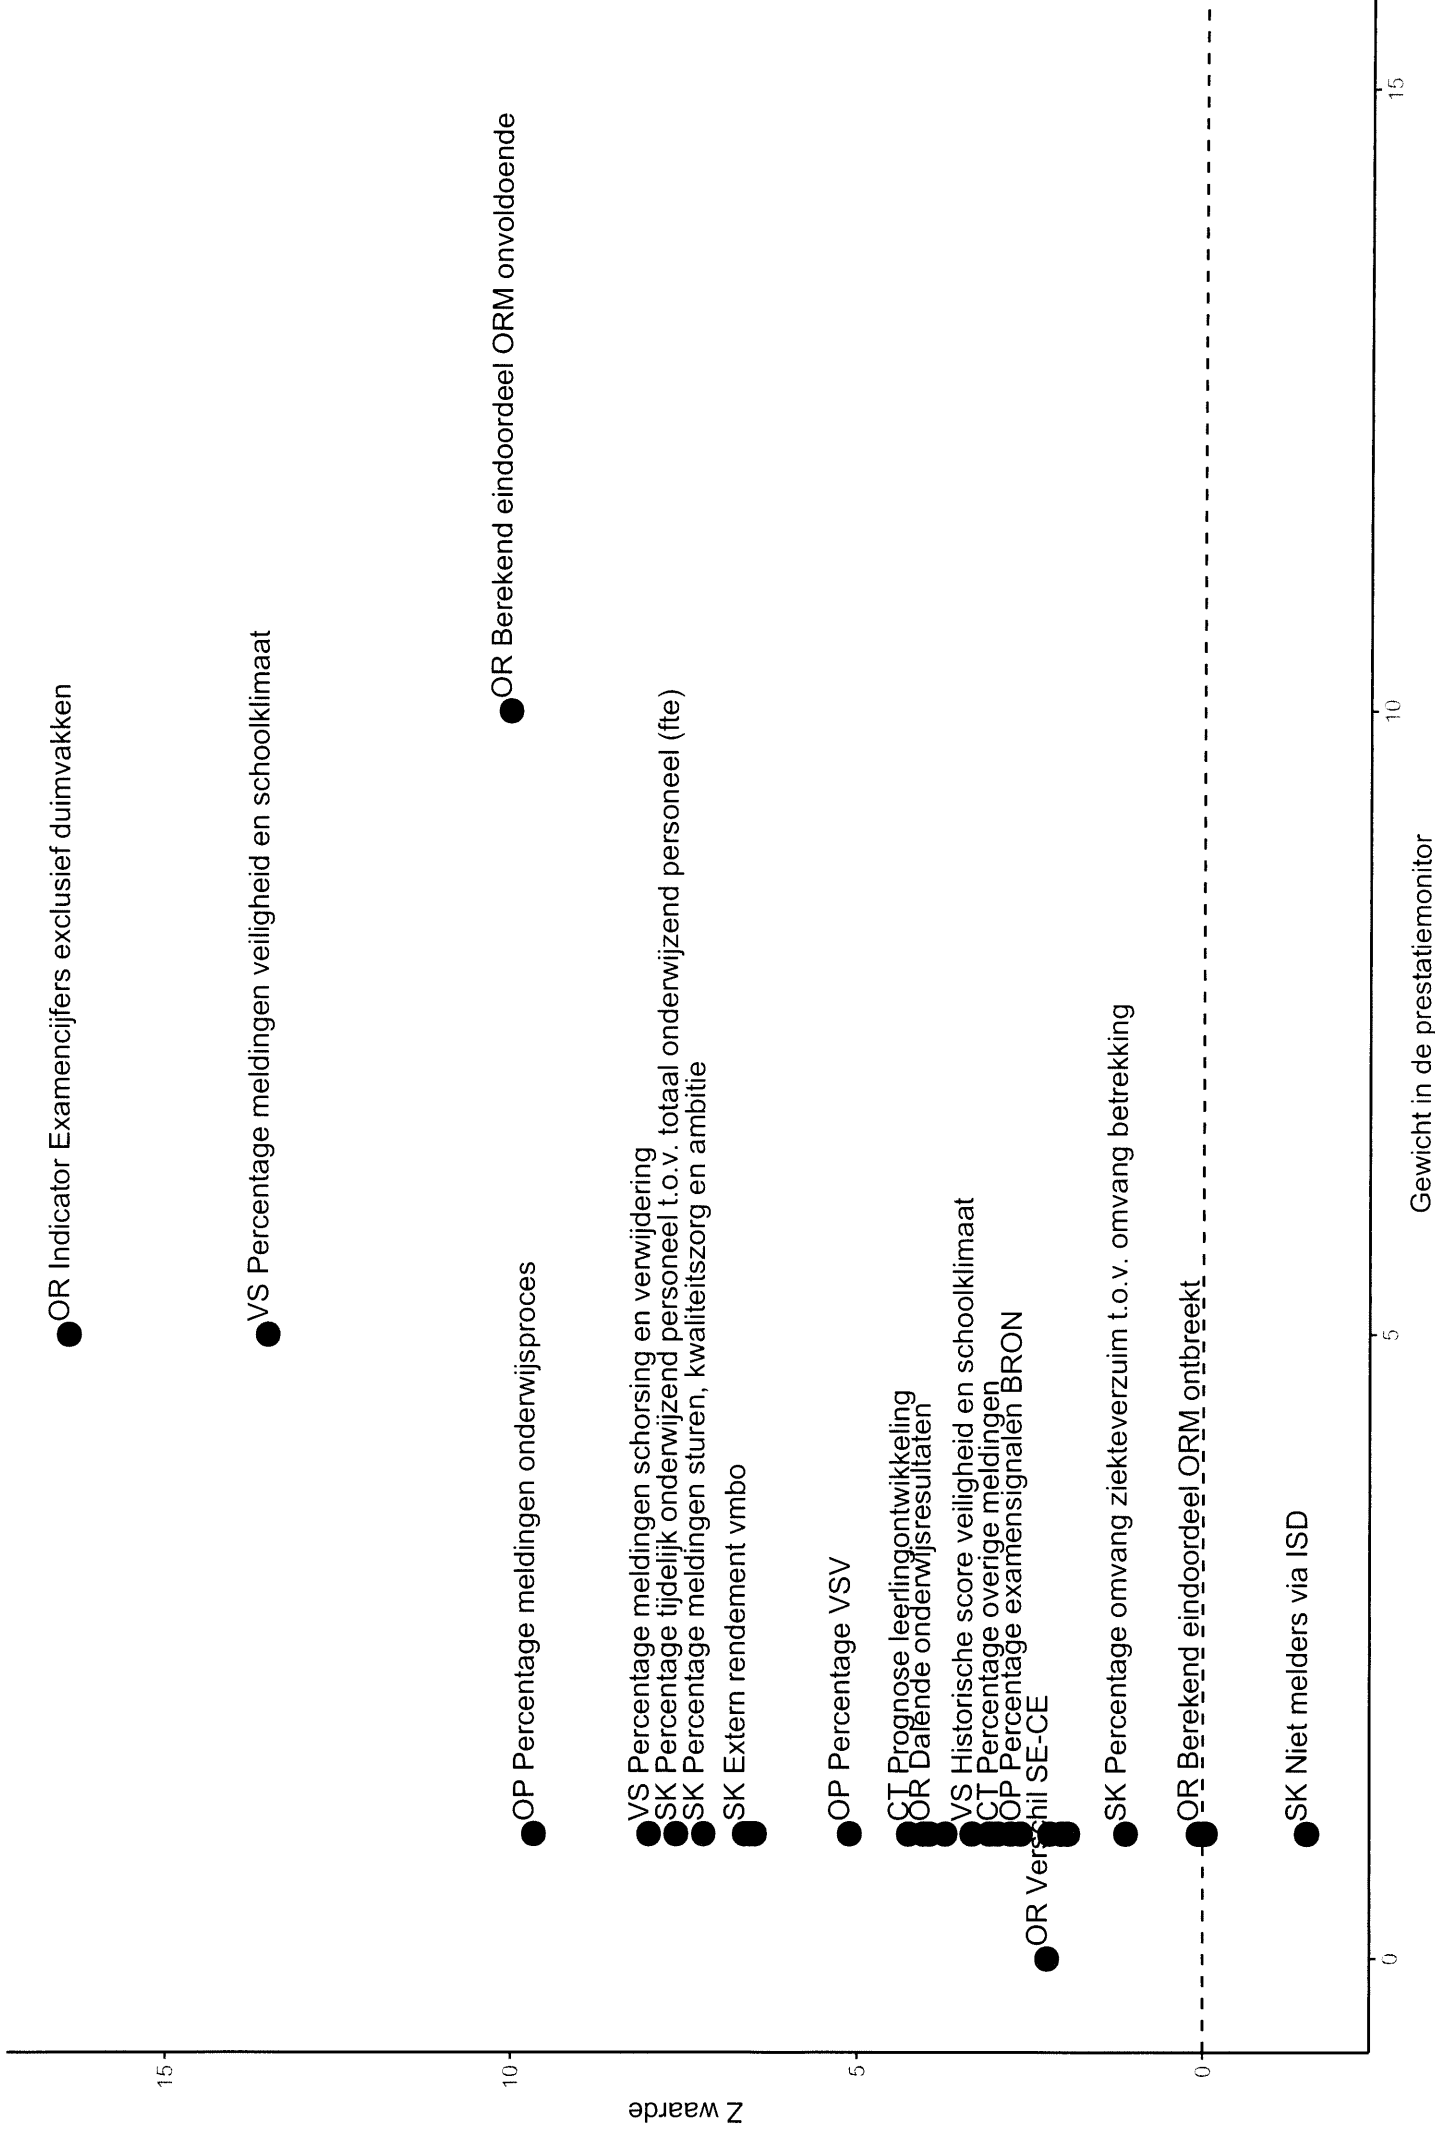 OR Indicator Examencijfers exclusief duimvakken
VS Percentage meldingen veiligheid en schoolklimaat
OR Berekend eindoordeel ORM onvoldoende
OP Percentage meldingen onderwijsproces
VS Percentage meldingen schorsing en verwijdering
SK Percentage tijdelijk onderwijzend personeel t.o.v. totaal onderwijzend personeel (fte)
SK Percentage meldingen sturen, kwaliteitszorg en ambitie
SK Extern rendement vmbo
OP Percentage VSV
CT Prognose leerlingontwikkeling
OR Dalende onderwijsresultaten
VS Historische score veiligheid en schoolklimaat
CT Percentage overige meldingen
OP Percentage examensignalen BRON
OR Verschil SE-CE
SK Percentage omvang ziekteverzuim t.o.v. omvang betrekking
OR Berekend eindoordeel ORM ontbreekt
SK Niet melders via ISD
15
10
5
0
Z waarde
0
5
10
15
Gewicht in de prestatiemonitor